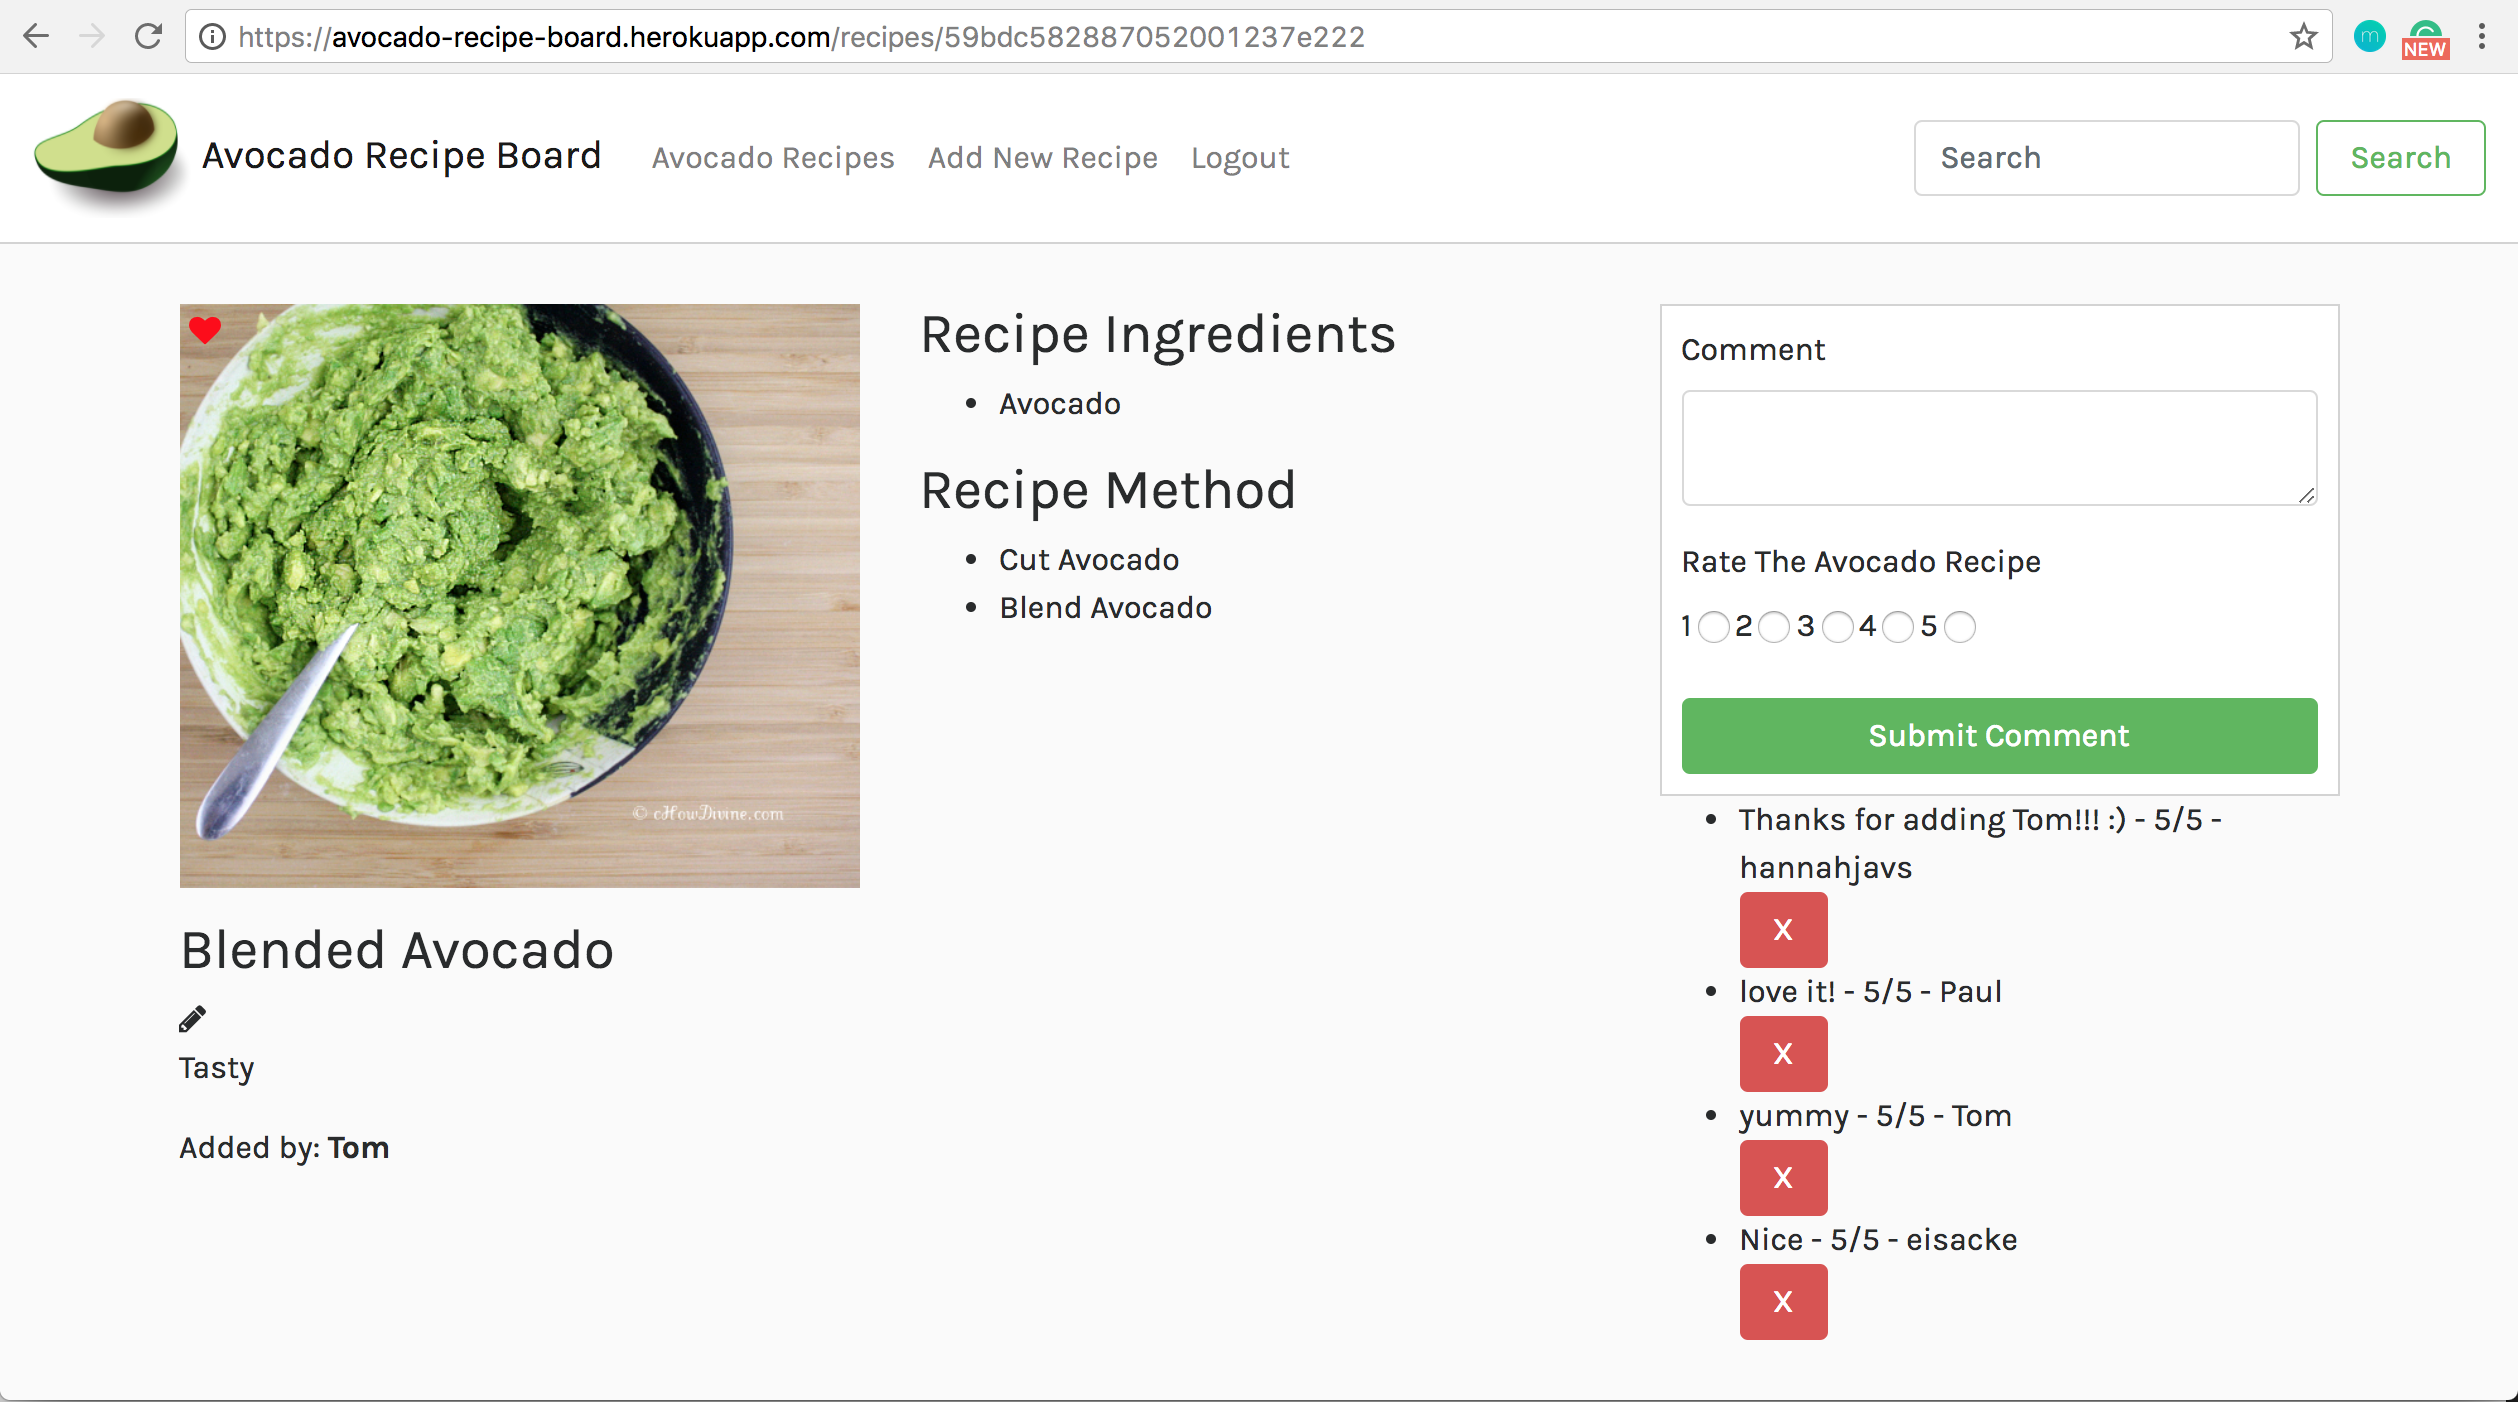 https://avocado-recipe-board.herokuapp.com/recipes/59bdc582887052001237e222
m
NEW
Avocado Recipe Board
Avocado Recipes
Add New Recipe
Logout
Search
Search
© cHowDivine.com
Blended Avocado
Tasty
Added by: Tom
Recipe Ingredients
• Avocado
Recipe Method
• Cut Avocado
• Blend Avocado
Comment
Rate The Avocado Recipe
1 2 3 4 5
Submit Comment
• Thanks for adding Tom!!! :) - 5/5 -
hannahjavs
X
• love it! - 5/5 - Paul
X
• yummy - 5/5 - Tom
X
• Nice - 5/5 - eisacke
X